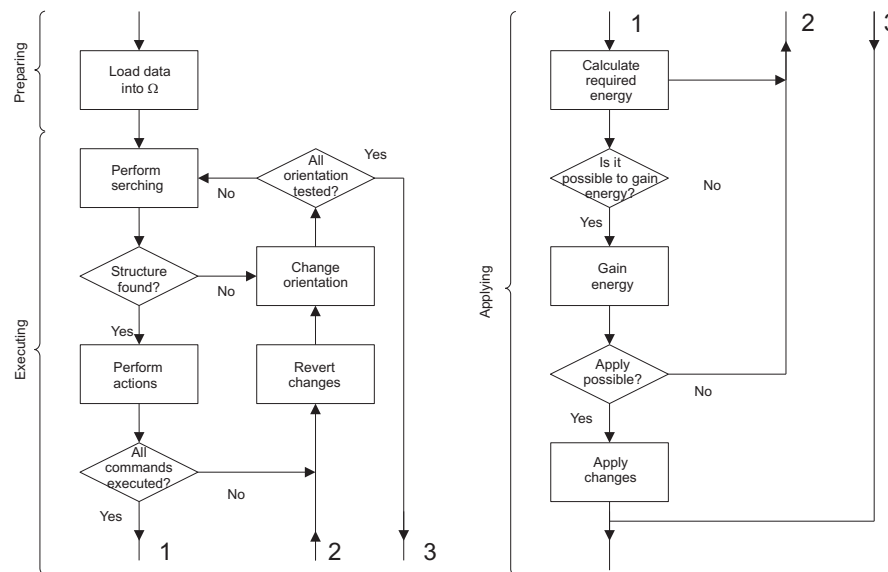 Preparing
Load data
into Ω
Executing
Perform
serching
All
orientation
tested?
Yes
No
Structure
found?
No
Change
orientation
Yes
Perform
actions
Revert
changes
All
commands
executed?
No
Yes
1
2
3
Applying
1
2
3
Calculate
required
energy
Is it
possible to gain
energy?
No
Yes
Gain
energy
Apply
possible?
No
Yes
Apply
changes